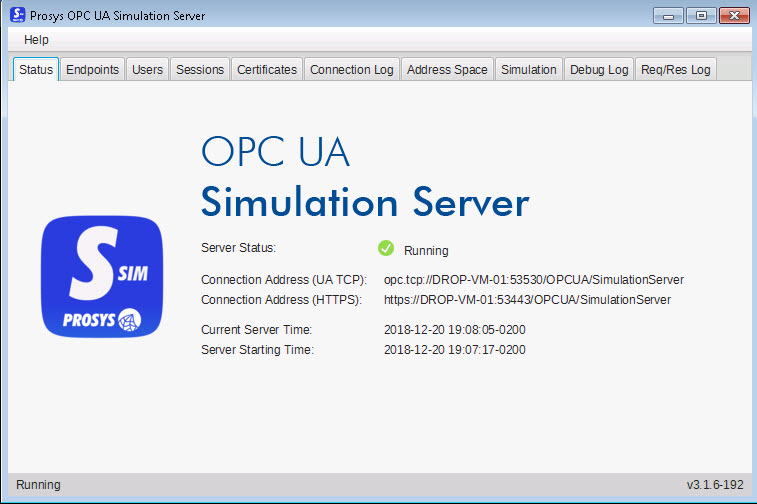 Prosys OPC UA Simulation Server
Help
Status Endpoints Users Sessions Certificates Connection Log Address Space Simulation Debug Log Req/Res Log
OPC UA
Simulation Server
S SIM
PROSYS
Server Status: Running
Connection Address (UA TCP): opc.tcp://DROP-VM-01:53530/OPCUA/SimulationServer
Connection Address (HTTPS): https://DROP-VM-01:53443/OPCUA/SimulationServer
Current Server Time: 2018-12-20 19:08:05-0200
Server Starting Time: 2018-12-20 19:07:17-0200
Running v3.1.6-192